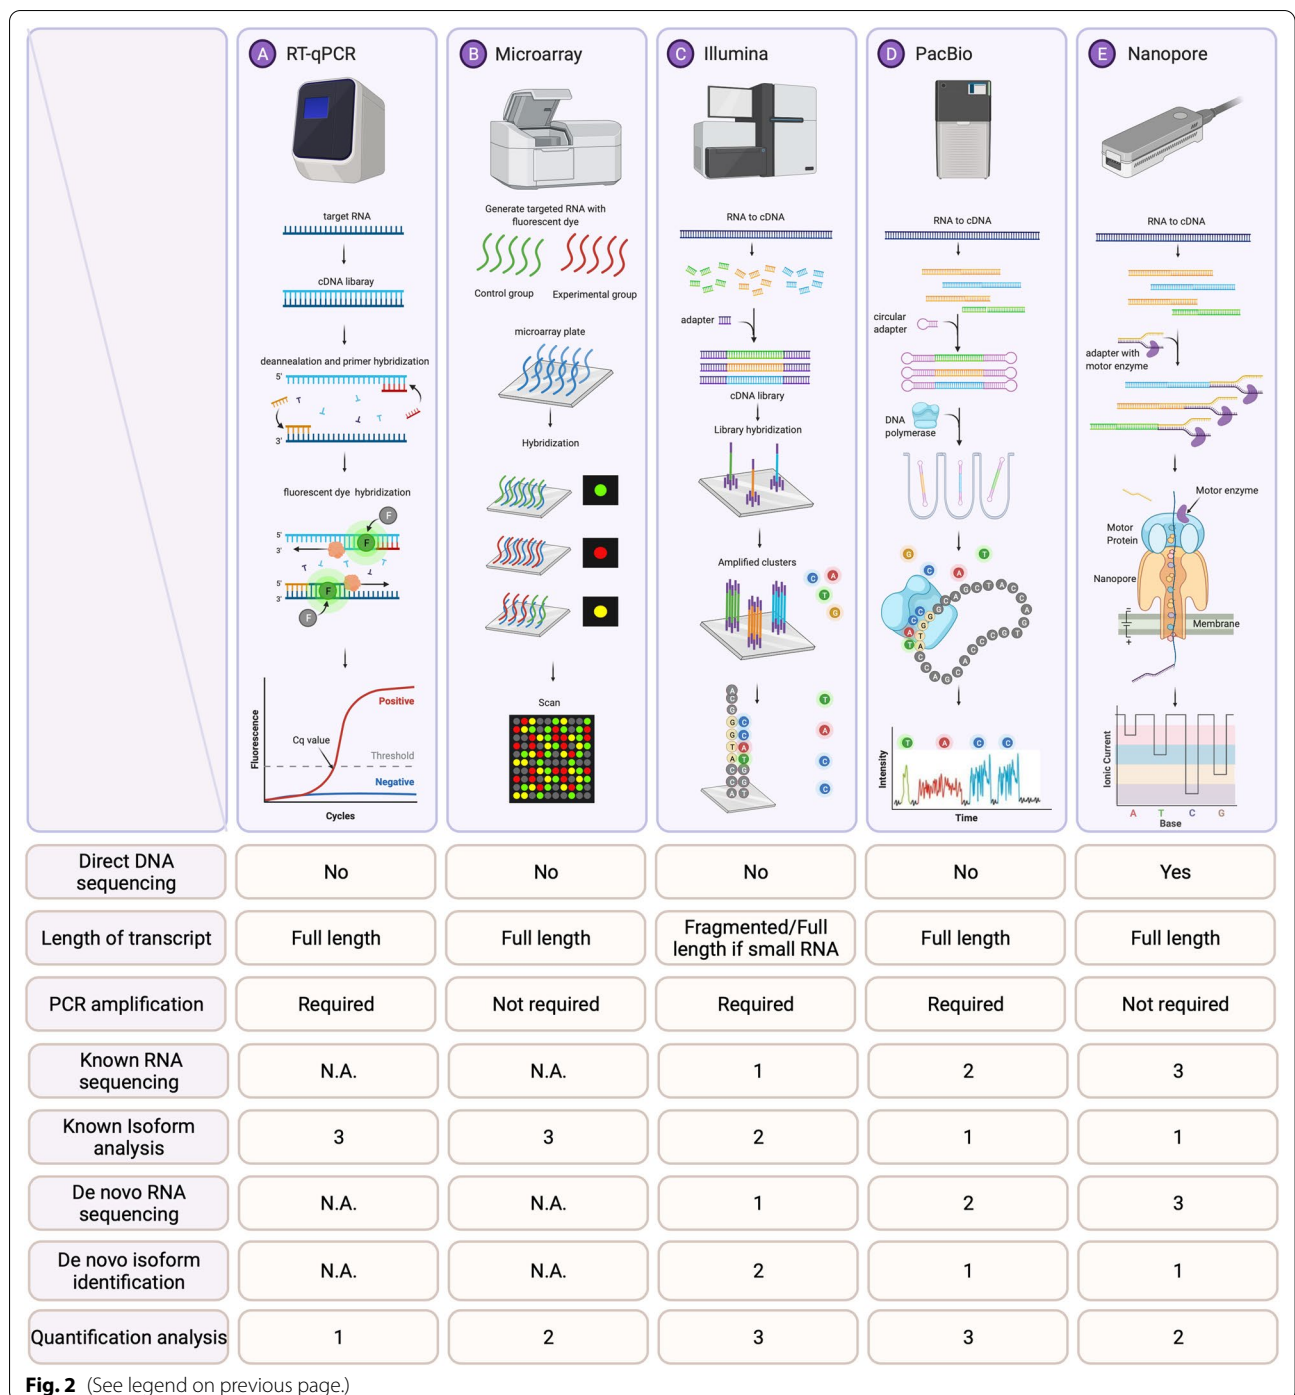 A RT-qPCR
target RNA
cDNA libaray
deannealation and primer hybridization
5'
3'
fluorescent dye hybridization
F
5'
3'
F
5'
3'
F
F
Fluorescence
Positive
Cq value
Threshold
Negative
Cycles
B Microarray
Generate targeted RNA with
fluorescent dye
Control group Experimental group
microarray plate
Hybridization
Scan
C Illumina
RNA to cDNA
adapter
cDNA library
Library hybridization
Amplified clusters
C A
T
G
A
C
G
G C
G C
T A
A T
C G
C G
A T
T
A
C
C
D PacBio
RNA to cDNA
circular
adapter
DNA
polymerase
G T
C A
Intensity
T A C C
Time
E Nanopore
RNA to cDNA
adapter with
motor enzyme
Motor enzyme
Motor
Protein
Nanopore
Membrane
−
+
Ionic Current
A T C G
Base
Direct DNA
sequencing
No No No No Yes
Length of transcript
Full length Full length Fragmented/Full
length if small RNA Full length Full length
PCR amplification Required Not required Required Required Not required
Known RNA
sequencing
N.A. N.A. 1 2 3
Known Isoform
analysis
3 3 2 1 1
De novo RNA
sequencing
N.A. N.A. 1 2 3
De novo isoform
identification
N.A. N.A. 2 1 1
Quantification analysis 1 2 3 3 2
Fig. 2 (See legend on previous page.)